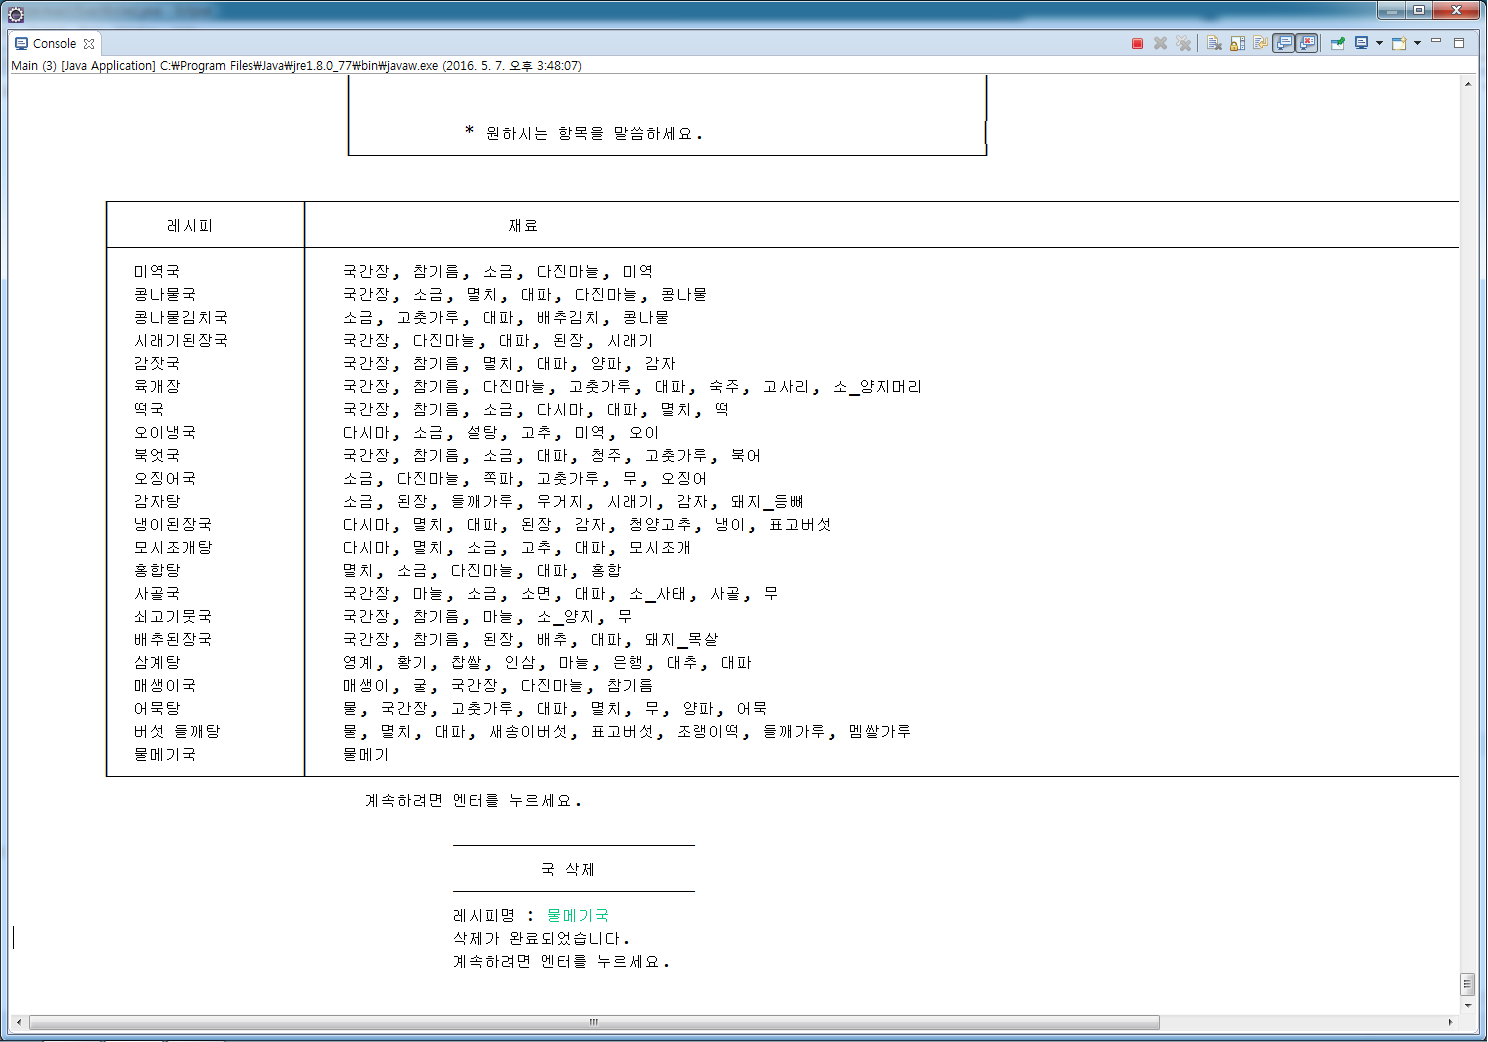 Console
Main (3) [Java Application] C:₩Program Files₩Java₩jre1.8.0_77₩bin₩javaw.exe (2016. 5. 7. 오후 3:48:07)
* 원하시는 항목을 말씀하세요.
레시피 재료
미역국 국간장, 참기름, 소금, 다진마늘, 미역
콩나물국 국간장, 소금, 멸치, 대파, 다진마늘, 콩나물
콩나물김치국 소금, 고춧가루, 대파, 배추김치, 콩나물
시래기된장국 국간장, 다진마늘, 대파, 된장, 시래기
감잣국 국간장, 참기름, 멸치, 대파, 양파, 감자
육개장 국간장, 참기름, 다진마늘, 고춧가루, 대파, 숙주, 고사리, 소_양지머리
떡국 국간장, 참기름, 소금, 다시마, 대파, 멸치, 떡
오이냉국 다시마, 소금, 설탕, 고추, 미역, 오이
북엇국 국간장, 참기름, 소금, 대파, 청주, 고춧가루, 북어
오징어국 소금, 다진마늘, 쪽파, 고춧가루, 무, 오징어
감자탕 소금, 된장, 들깨가루, 우거지, 시래기, 감자, 돼지_등뼈
냉이된장국 다시마, 멸치, 대파, 된장, 감자, 청양고추, 냉이, 표고버섯
모시조개탕 다시마, 멸치, 소금, 고추, 대파, 모시조개
홍합탕 멸치, 소금, 다진마늘, 대파, 홍합
사골국 국간장, 마늘, 소금, 소면, 대파, 소_사태, 사골, 무
쇠고기뭇국 국간장, 참기름, 마늘, 소_양지, 무
배추된장국 국간장, 참기름, 된장, 배추, 대파, 돼지_목살
삼계탕 영계, 황기, 찹쌀, 인삼, 마늘, 은행, 대추, 대파
매생이국 매생이, 굴, 국간장, 다진마늘, 참기름
어묵탕 물, 국간장, 고춧가루, 대파, 멸치, 무, 양파, 어묵
버섯 들깨탕 물, 멸치, 대파, 새송이버섯, 표고버섯, 조랭이떡, 들깨가루, 멥쌀가루
물메기국 물메기
계속하려면 엔터를 누르세요.
국 삭제
레시피명 : 물메기국
삭제가 완료되었습니다.
계속하려면 엔터를 누르세요.